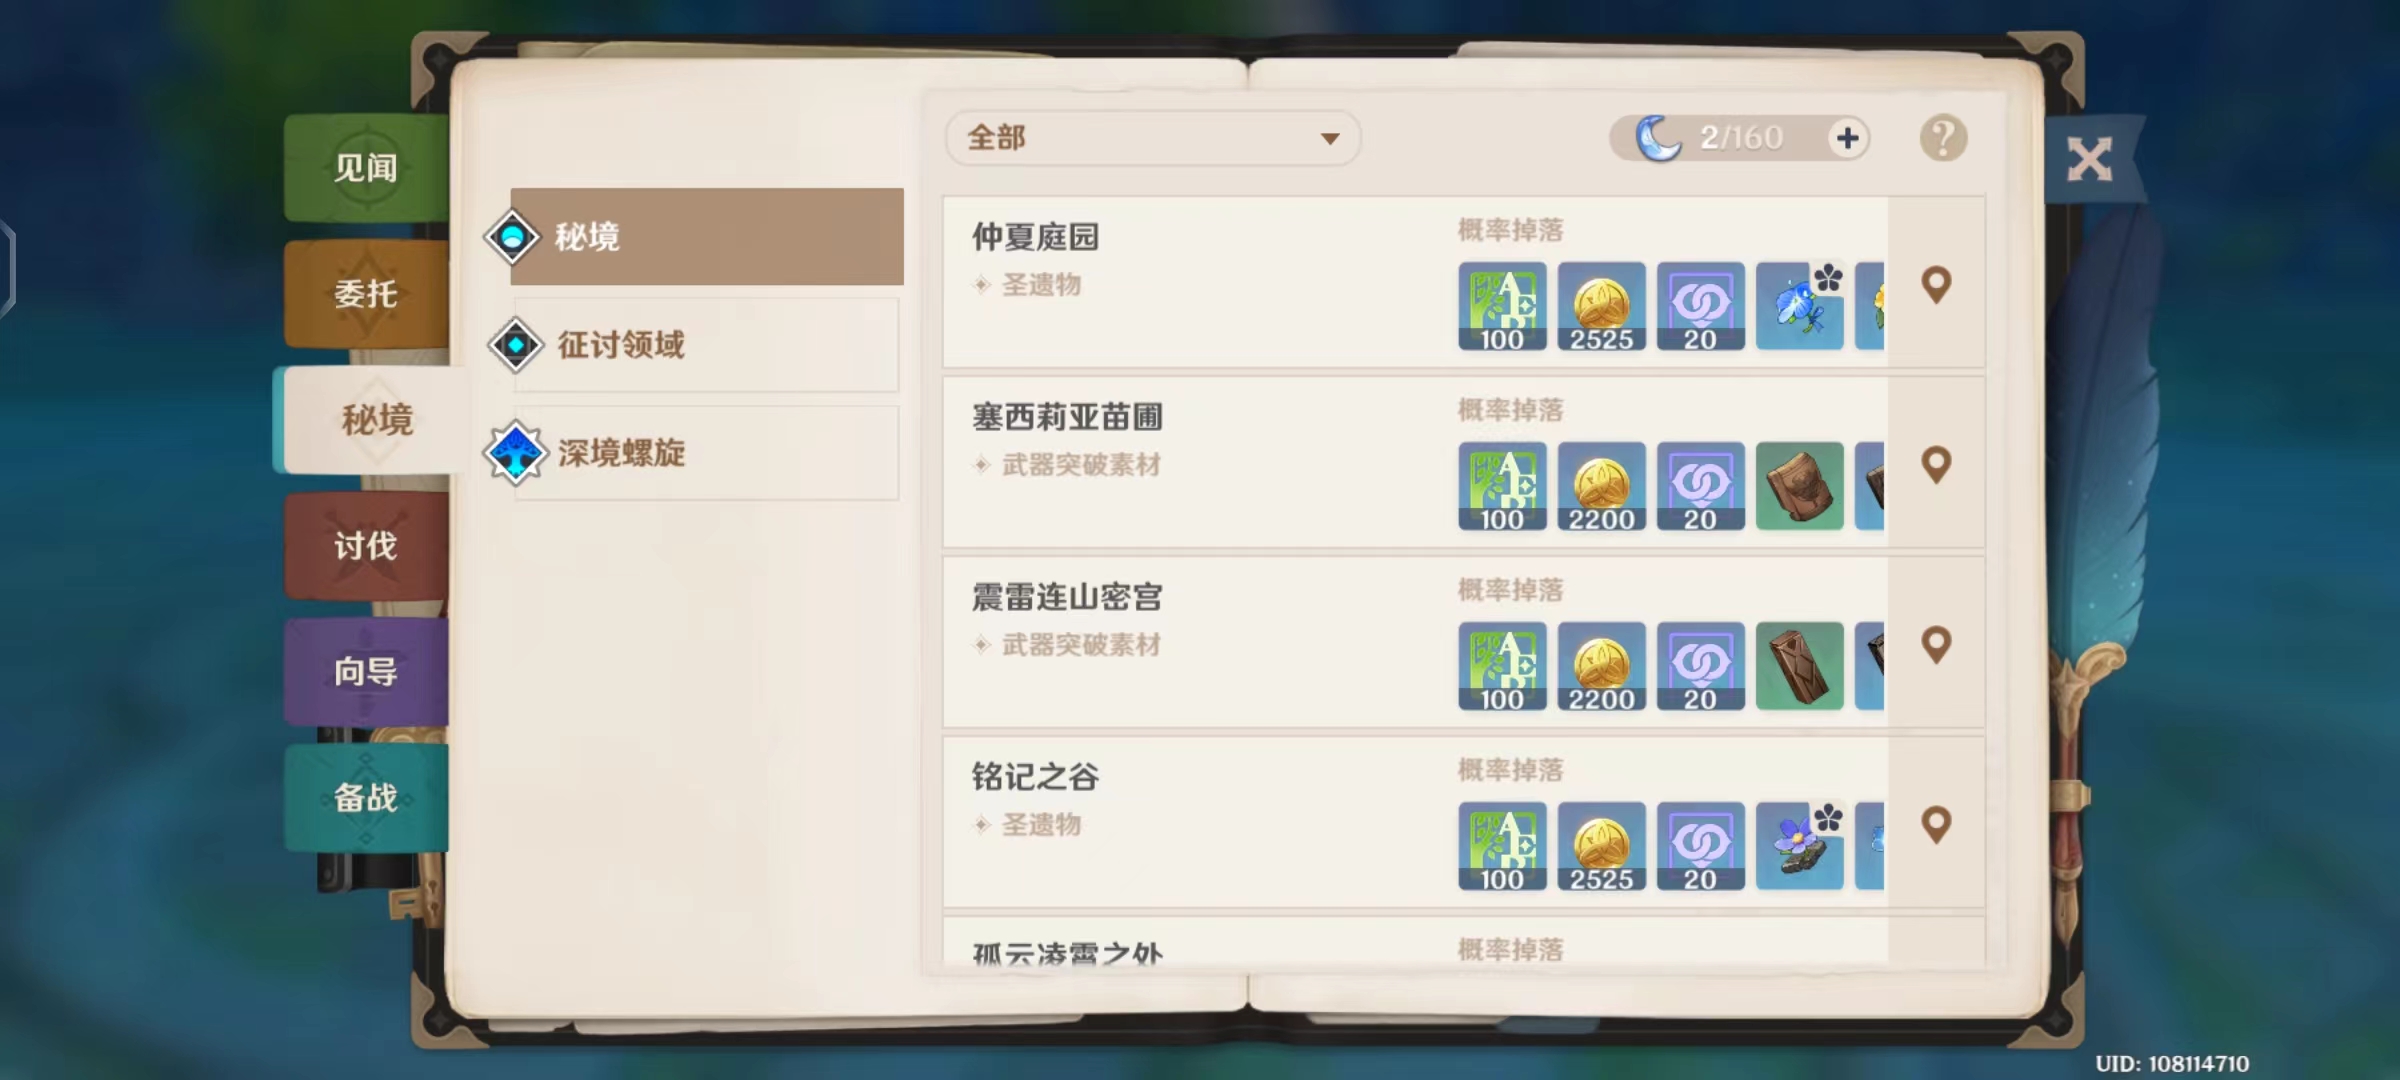 见闻
委托
秘境
讨伐
向导
备战
秘境
征讨领域
深境螺旋
全部
2/160
仲夏庭园
圣遗物
概率掉落
100
2525
20
塞西莉亚苗圃
武器突破素材
概率掉落
100
2200
20
震雷连山密宫
武器突破素材
概率掉落
100
2200
20
铭记之谷
圣遗物
概率掉落
100
2525
20
孤云凌霄之处
概率掉落
UID: 108114710